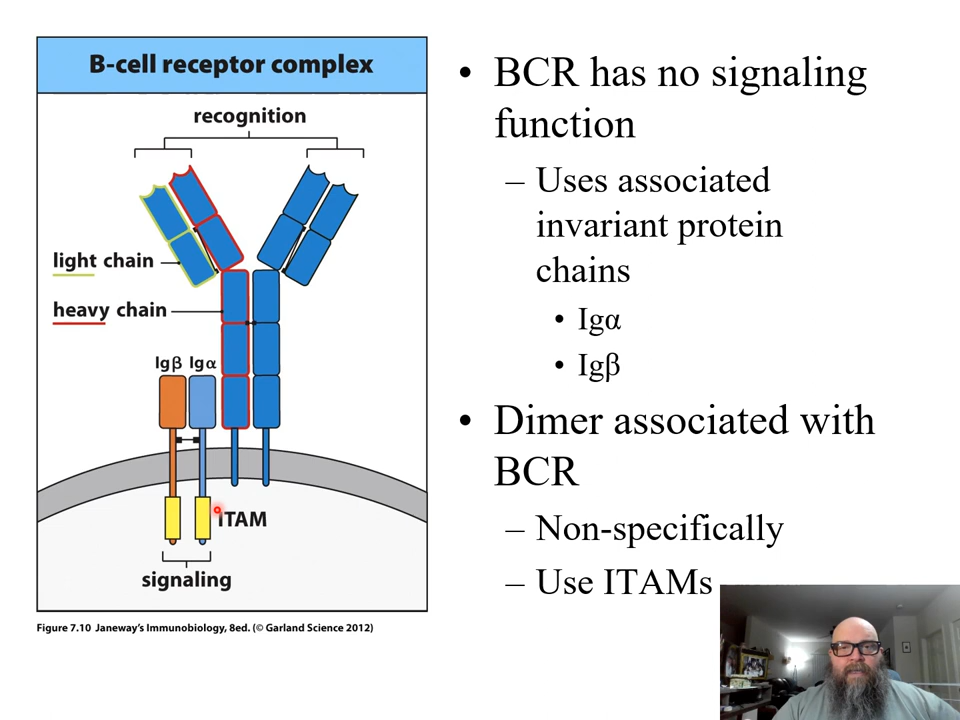 B-cell receptor complex
recognition
light chain
heavy chain
Igβ Igα
ITAM
signaling
Figure 7.10 Janeway's Immunobiology, 8ed. (© Garland Science 2012)
• BCR has no signaling
function
– Uses associated
invariant protein
chains
• Igα
• Igβ
• Dimer associated with
BCR
– Non-specifically
– Use ITAMs